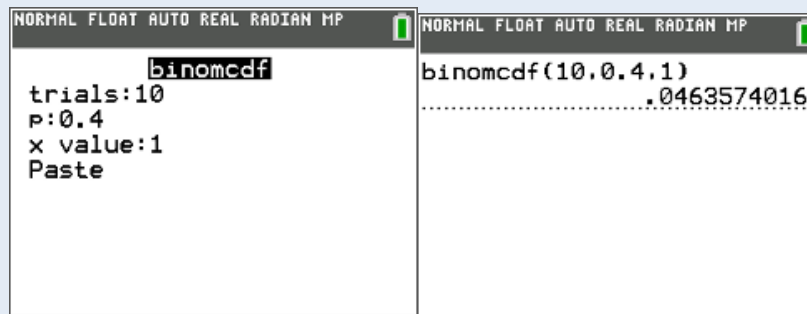 NORMAL FLOAT AUTO REAL RADIAN MP
binomcdf
trials:10
p:0.4
x value:1
Paste
NORMAL FLOAT AUTO REAL RADIAN MP
binomcdf(10,0.4,1)
.0463574016